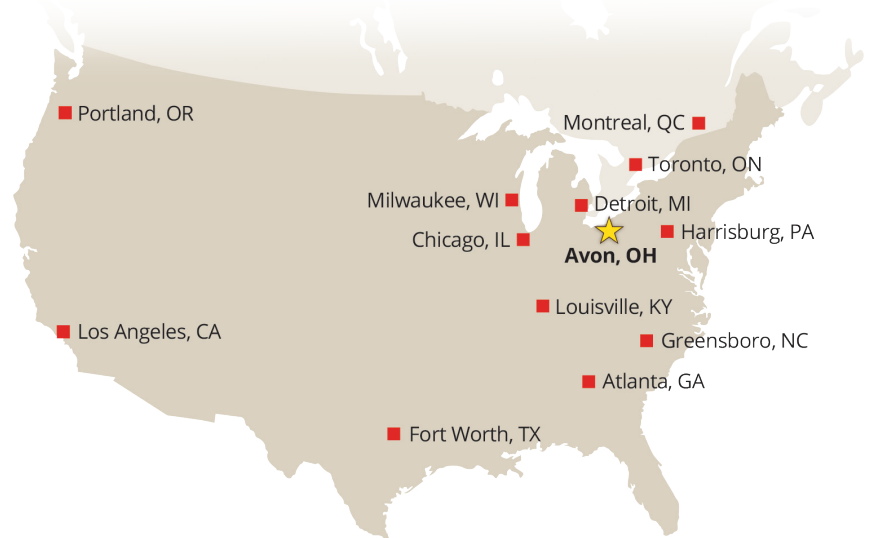 Portland, OR
Montreal, QC
Toronto, ON
Milwaukee, WI
Detroit, MI
Harrisburg, PA
Chicago, IL
Avon, OH
Louisville, KY
Los Angeles, CA
Greensboro, NC
Atlanta, GA
Fort Worth, TX